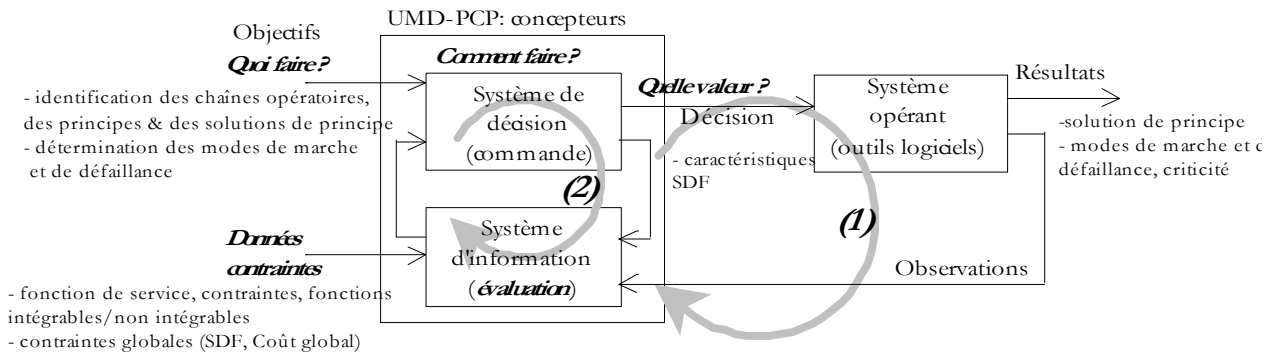 UMD-PCP: concepteurs
Objectifs
Quoi faire?
- identification des chaînes opératoires,
des principes & des solutions de principe
- détermination des modes de marche
et de défaillance
Comment faire?
Système de
décision
(commande)
(2)
Quelle valeur ?
Décision
- caractéristiques
SDF
Système
opérant
(outils logiciels)
Résultats
-solution de principe
- modes de marche et d
défaillance, criticité
(1)
Données
contraintes
- fonction de service, contraintes, fonctions
intégrables/non intégrables
- contraintes globales (SDF, Coût global)
Système
d'information
(évaluation)
Observations